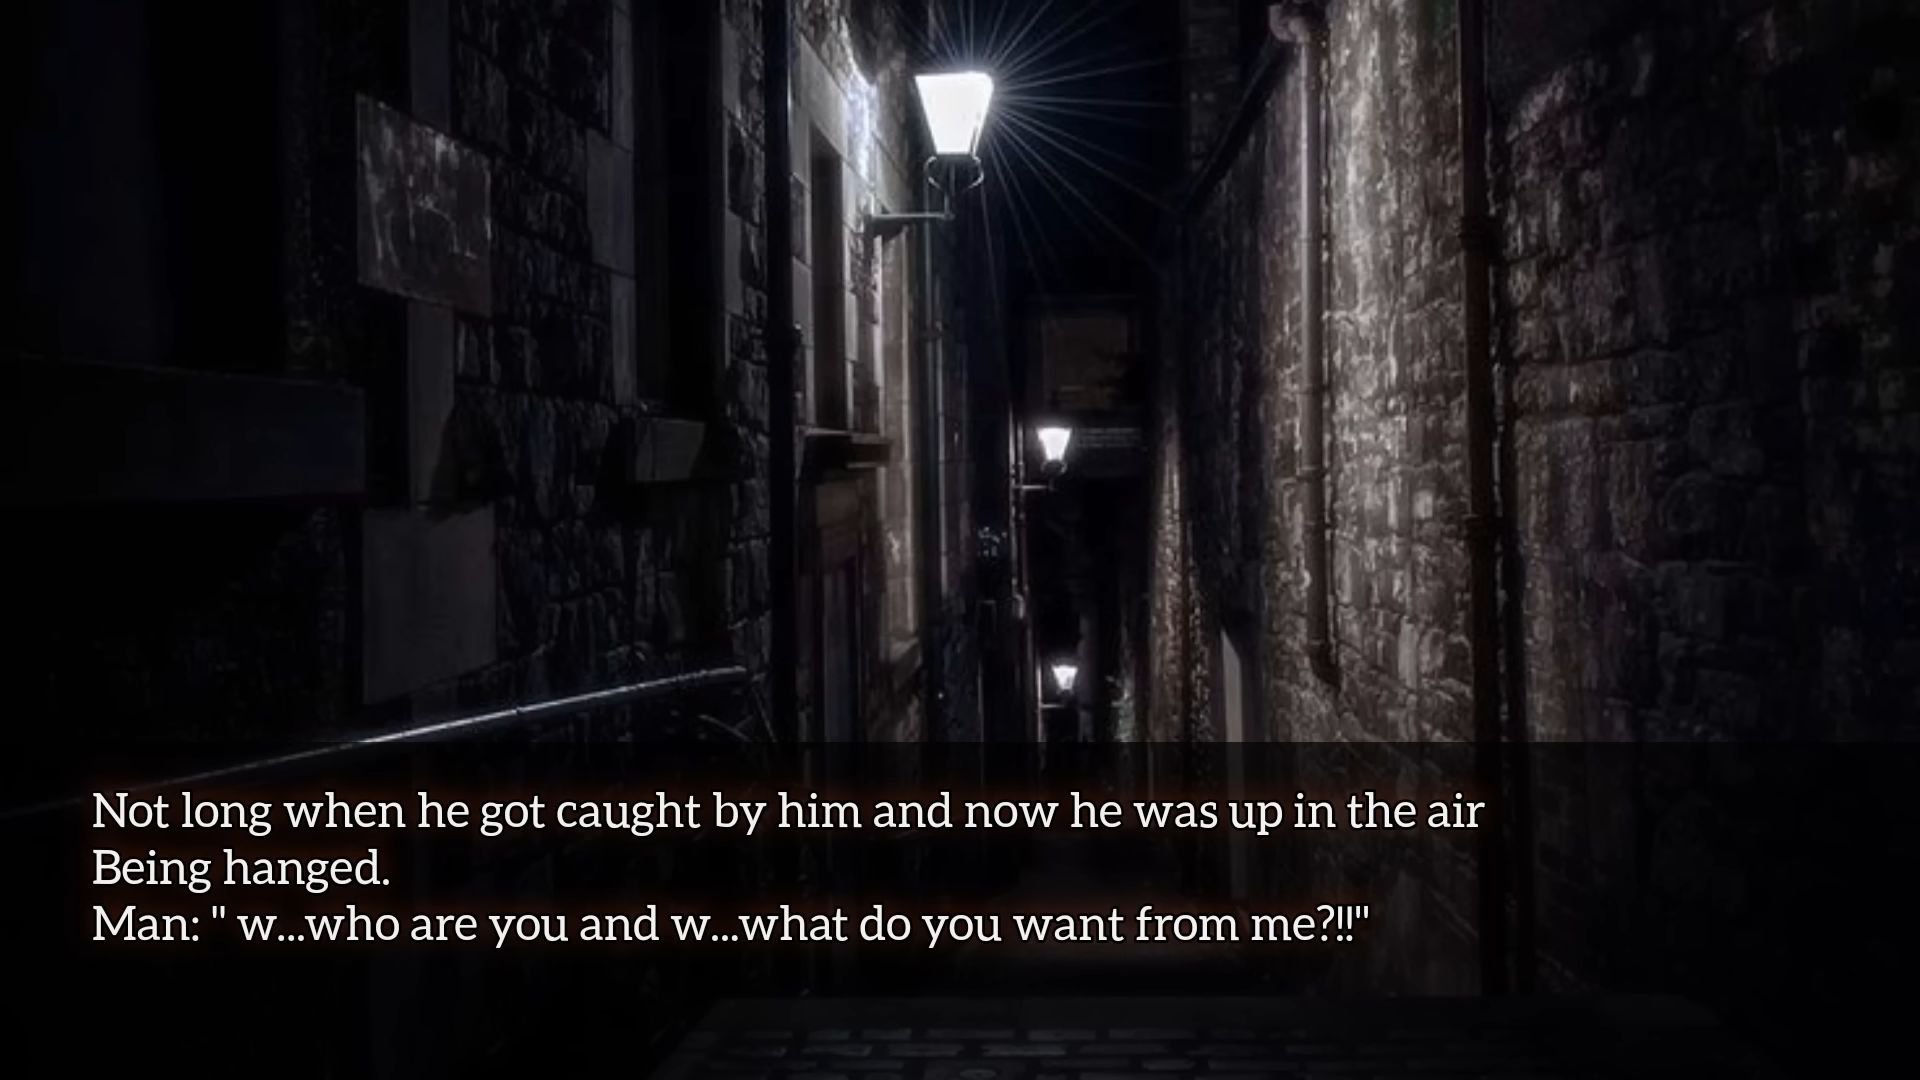 Not long when he got caught by him and now he was up in the air
Being hanged.
Man: " w...who are you and w...what do you want from me?!!"